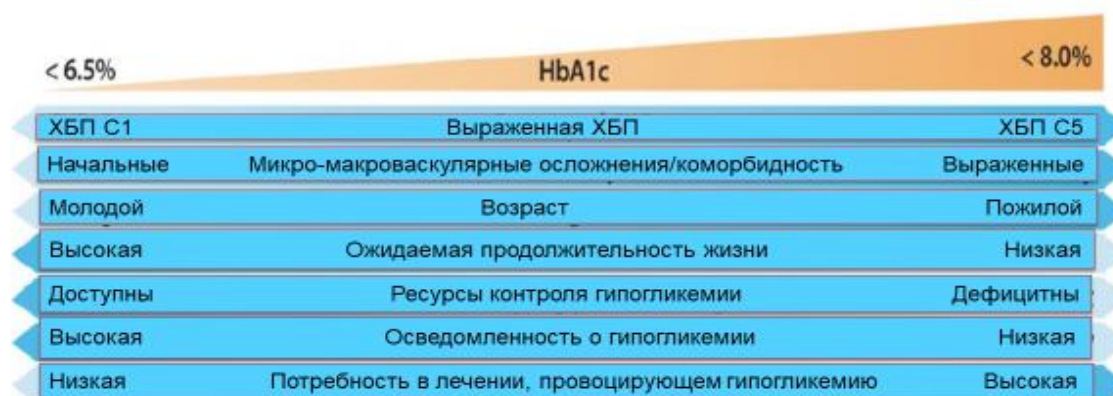 < 6.5% HbA1c < 8.0%
ХБП С1 Выраженная ХБП ХБП С5
Начальные Микро-макроваскулярные осложнения/коморбидность Выраженные
Молодой Возраст Пожилой
Высокая Ожидаемая продолжительность жизни Низкая
Доступны Ресурсы контроля гипогликемии Дефицитны
Высокая Осведомленность о гипогликемии Низкая
Низкая Потребность в лечении, провоцирующем гипогликемию Высокая